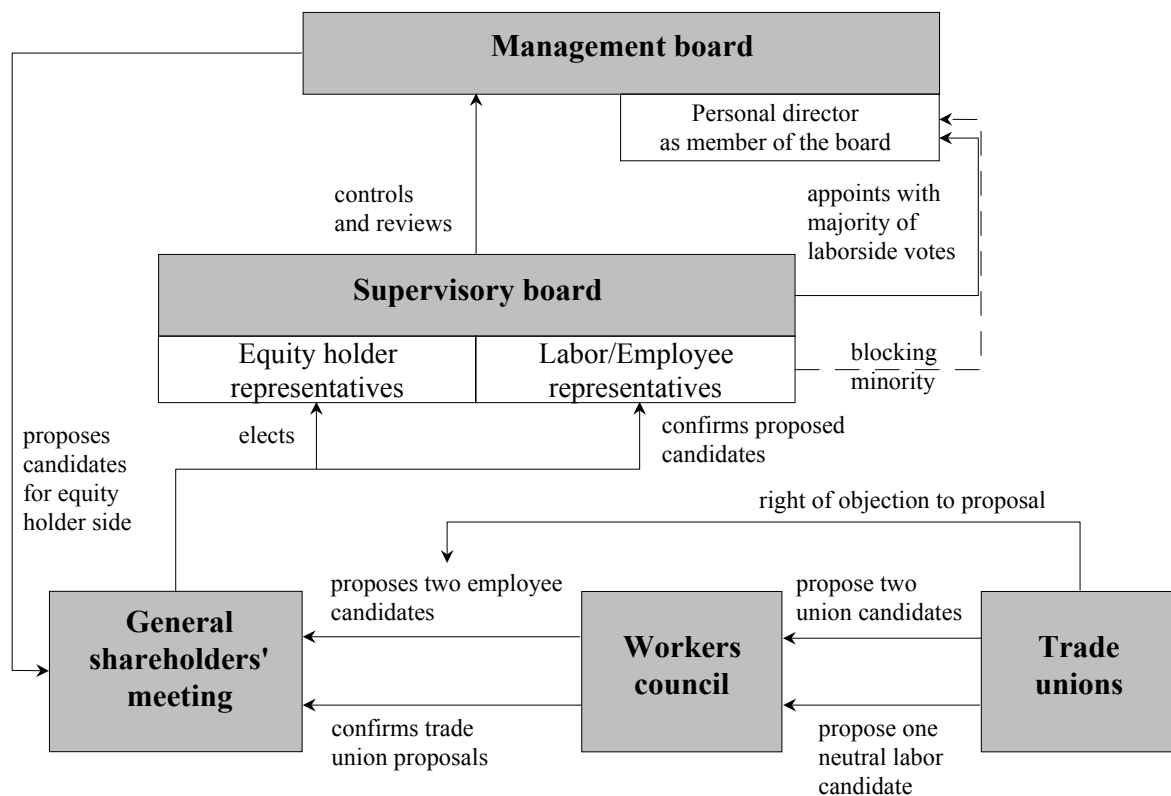 Management board
Personal director
as member of the board
controls
and reviews
appoints with
majority of
laborside votes
Supervisory board
Equity holder
representatives
Labor/Employee
representatives
blocking
minority
proposes
candidates
for equity
holder side
elects
confirms proposed
candidates
right of objection to proposal
proposes two employee
candidates
propose two
union candidates
General
shareholders'
meeting
Workers
council
Trade
unions
confirms trade
union proposals
propose one
neutral labor
candidate